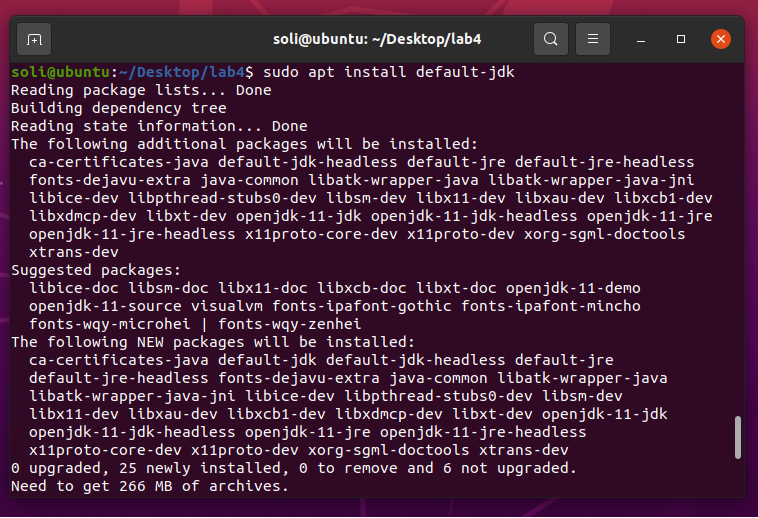 soli@ubuntu: ~/Desktop/lab4
soli@ubuntu:~/Desktop/lab4$ sudo apt install default-jdk
Reading package lists... Done
Building dependency tree
Reading state information... Done
The following additional packages will be installed:
  ca-certificates-java default-jdk-headless default-jre default-jre-headless
  fonts-dejavu-extra java-common libatk-wrapper-java libatk-wrapper-java-jni
  libice-dev libpthread-stubs0-dev libsm-dev libx11-dev libxau-dev libxcb1-dev
  libxdmcp-dev libxt-dev openjdk-11-jdk openjdk-11-jdk-headless openjdk-11-jre
  openjdk-11-jre-headless x11proto-core-dev x11proto-dev xorg-sgml-doctools
  xtrans-dev
Suggested packages:
  libice-doc libsm-doc libx11-doc libxcb-doc libxt-doc openjdk-11-demo
  openjdk-11-source visualvm fonts-ipafont-gothic fonts-ipafont-mincho
  fonts-wqy-microhei | fonts-wqy-zenhei
The following NEW packages will be installed:
  ca-certificates-java default-jdk default-jdk-headless default-jre
  default-jre-headless fonts-dejavu-extra java-common libatk-wrapper-java
  libatk-wrapper-java-jni libice-dev libpthread-stubs0-dev libsm-dev
  libx11-dev libxau-dev libxcb1-dev libxdmcp-dev libxt-dev openjdk-11-jdk
  openjdk-11-jdk-headless openjdk-11-jre openjdk-11-jre-headless
  x11proto-core-dev x11proto-dev xorg-sgml-doctools xtrans-dev
0 upgraded, 25 newly installed, 0 to remove and 6 not upgraded.
Need to get 266 MB of archives.